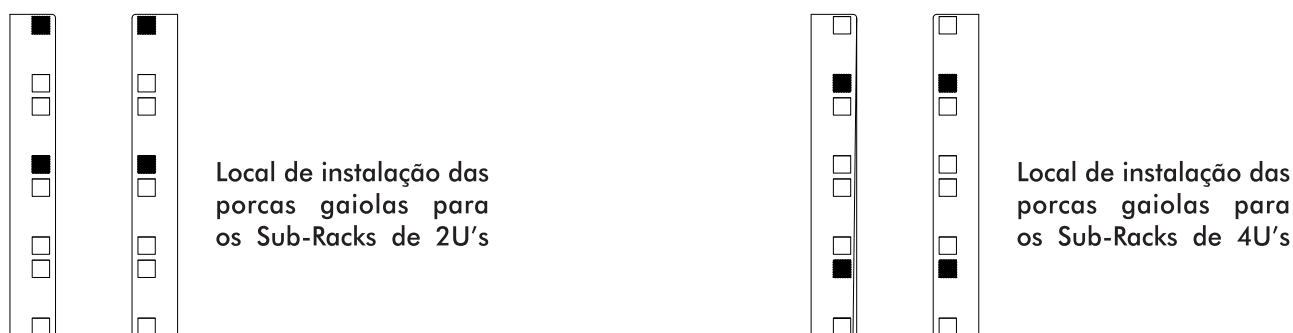 Local de instalação das
porcas gaiolas para
os Sub-Racks de 2U's
Local de instalação das
porcas gaiolas para
os Sub-Racks de 4U's